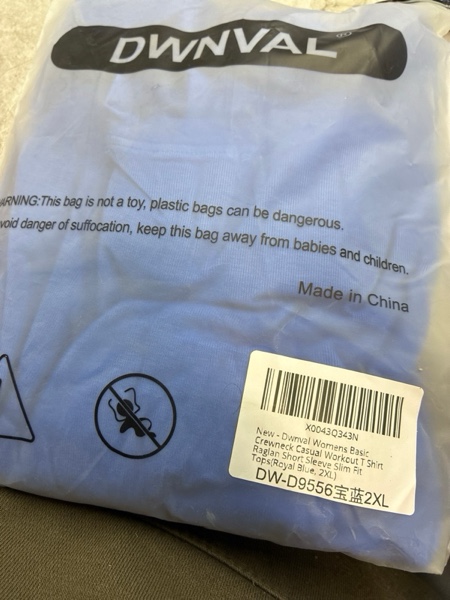 DWNVAL
ARNING:This bag is not a toy, plastic bags can be dangerous.
void danger of suffocation, keep this bag away from babies and children.
Made in China
X0043Q343N
New - Dwnval Womens Basic
Crewneck Casual Workout T Shirt
Raglan Short Sleeve Slim Fit
Tops(Royal Blue, 2XL)
DW-D9556宝蓝2XL